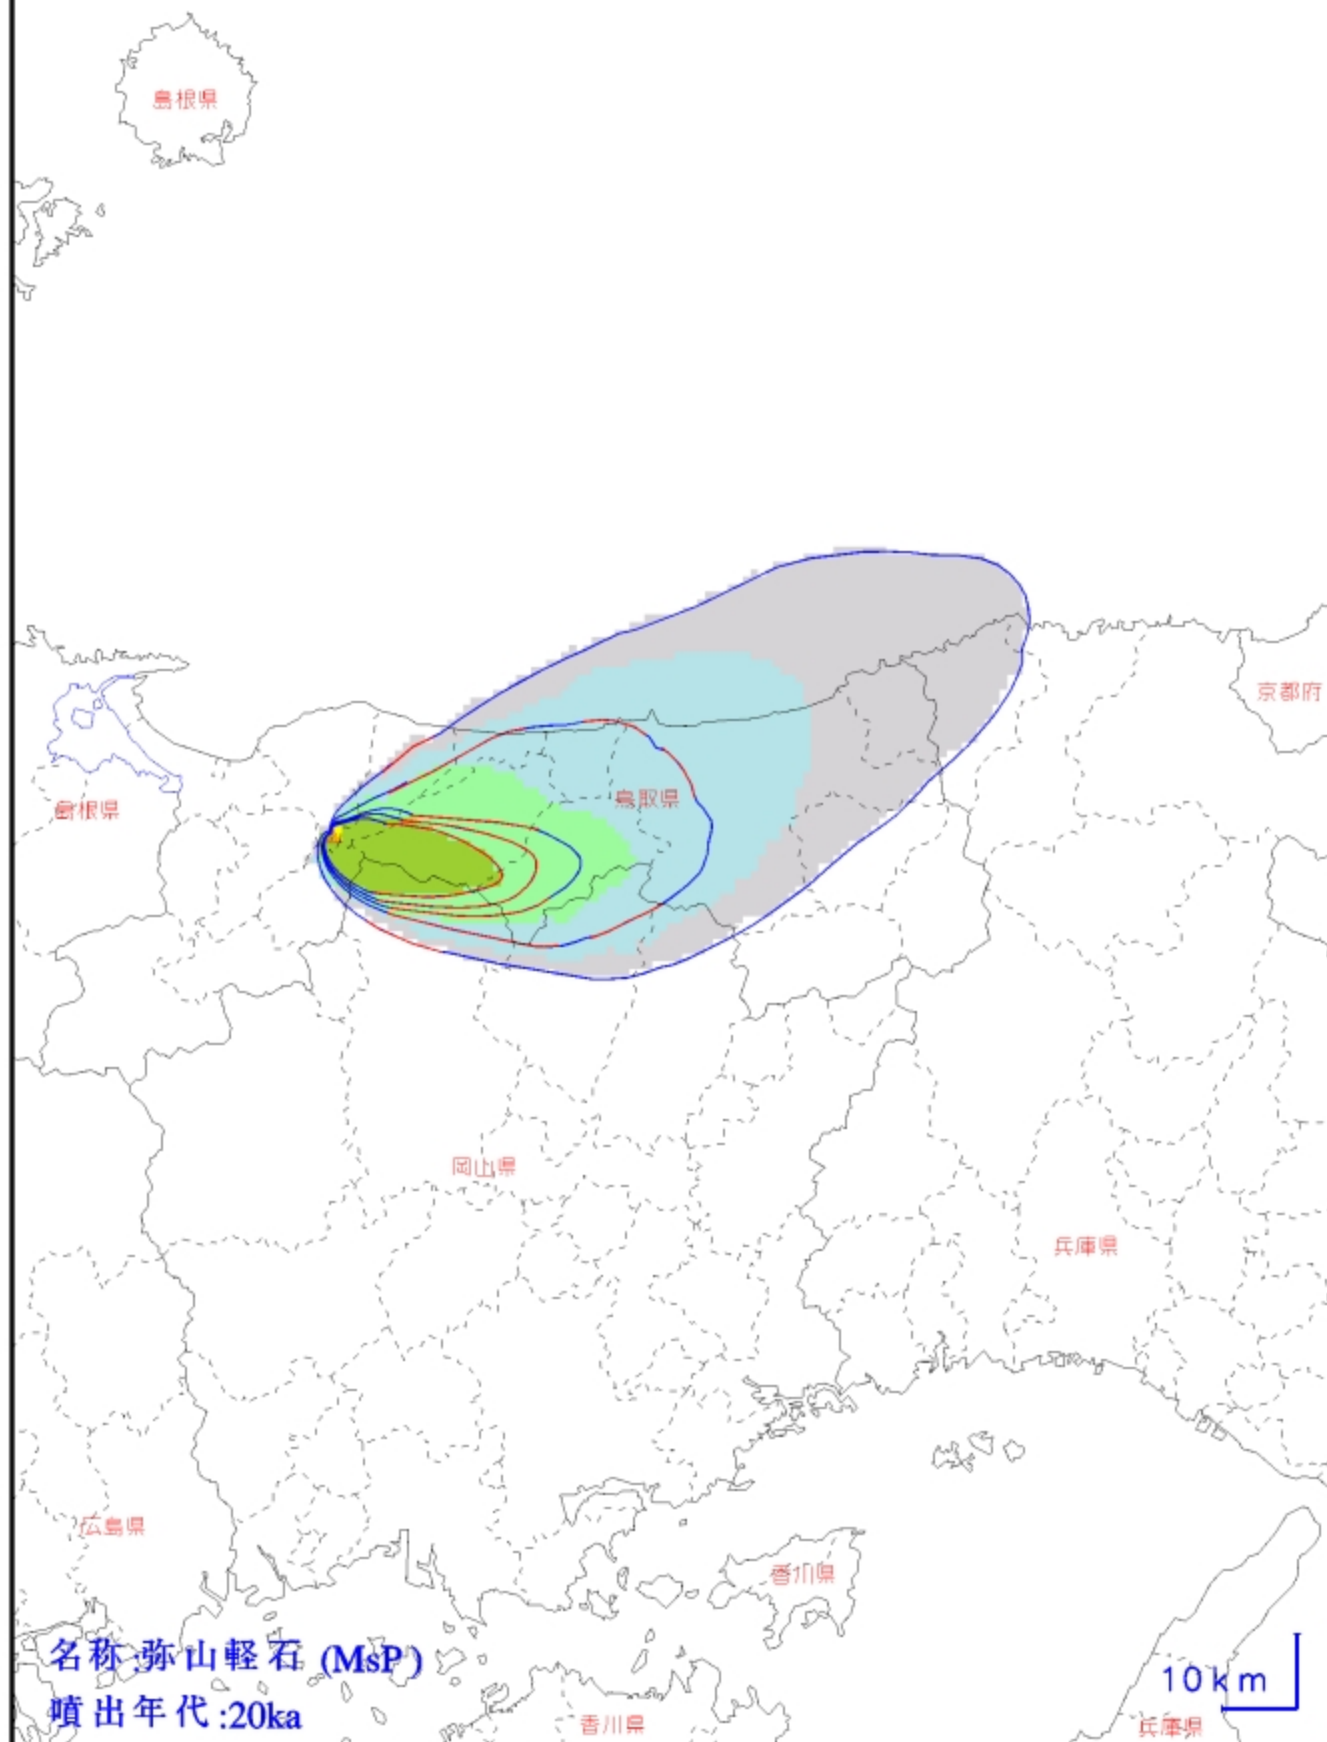 島根県
京都府
鳥取県
島根県
岡山県
兵庫県
広島県
香川県
名称:弥山軽石 (MsP)
10km
噴出年代:20ka
香川県
兵庫県